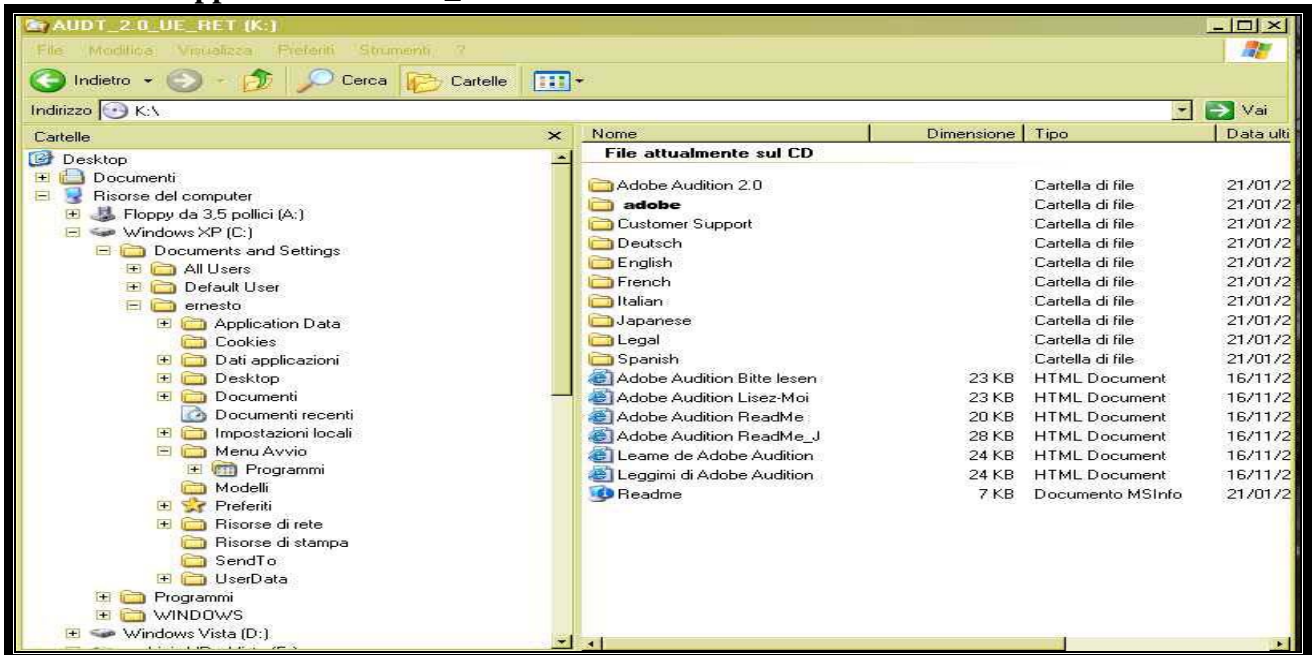 AUDT_2.0_UE_RET (K:)
File Modifica Visualizza Preferiti Strumenti ?
Indietro Cerca Cartelle
Indirizzo K:\ Vai
Cartelle
Desktop
Documenti
Risorse del computer
Floppy da 3,5 pollici (A:)
Windows XP (C:)
Documents and Settings
All Users
Default User
ernesto
Application Data
Cookies
Dati applicazioni
Desktop
Documenti
Documenti recenti
Impostazioni locali
Menu Avvio
Programmi
Modelli
Preferiti
Risorse di rete
Risorse di stampa
SendTo
UserData
Programmi
WINDOWS
Windows Vista (D:)
Nome Dimensione Tipo Data ulti
File attualmente sul CD
Adobe Audition 2.0 Cartella di file 21/01/2
adobe Cartella di file 21/01/2
Customer Support Cartella di file 21/01/2
Deutsch Cartella di file 21/01/2
English Cartella di file 21/01/2
French Cartella di file 21/01/2
Italian Cartella di file 21/01/2
Japanese Cartella di file 21/01/2
Legal Cartella di file 21/01/2
Spanish Cartella di file 21/01/2
Adobe Audition Bitte lesen 23 KB HTML Document 16/11/2
Adobe Audition Lisez-Moi 23 KB HTML Document 16/11/2
Adobe Audition ReadMe 20 KB HTML Document 16/11/2
Adobe Audition ReadMe_J 28 KB HTML Document 16/11/2
Leame de Adobe Audition 24 KB HTML Document 16/11/2
Leggimi di Adobe Audition 24 KB HTML Document 16/11/2
Readme 7 KB Documento MSInfo 21/01/2